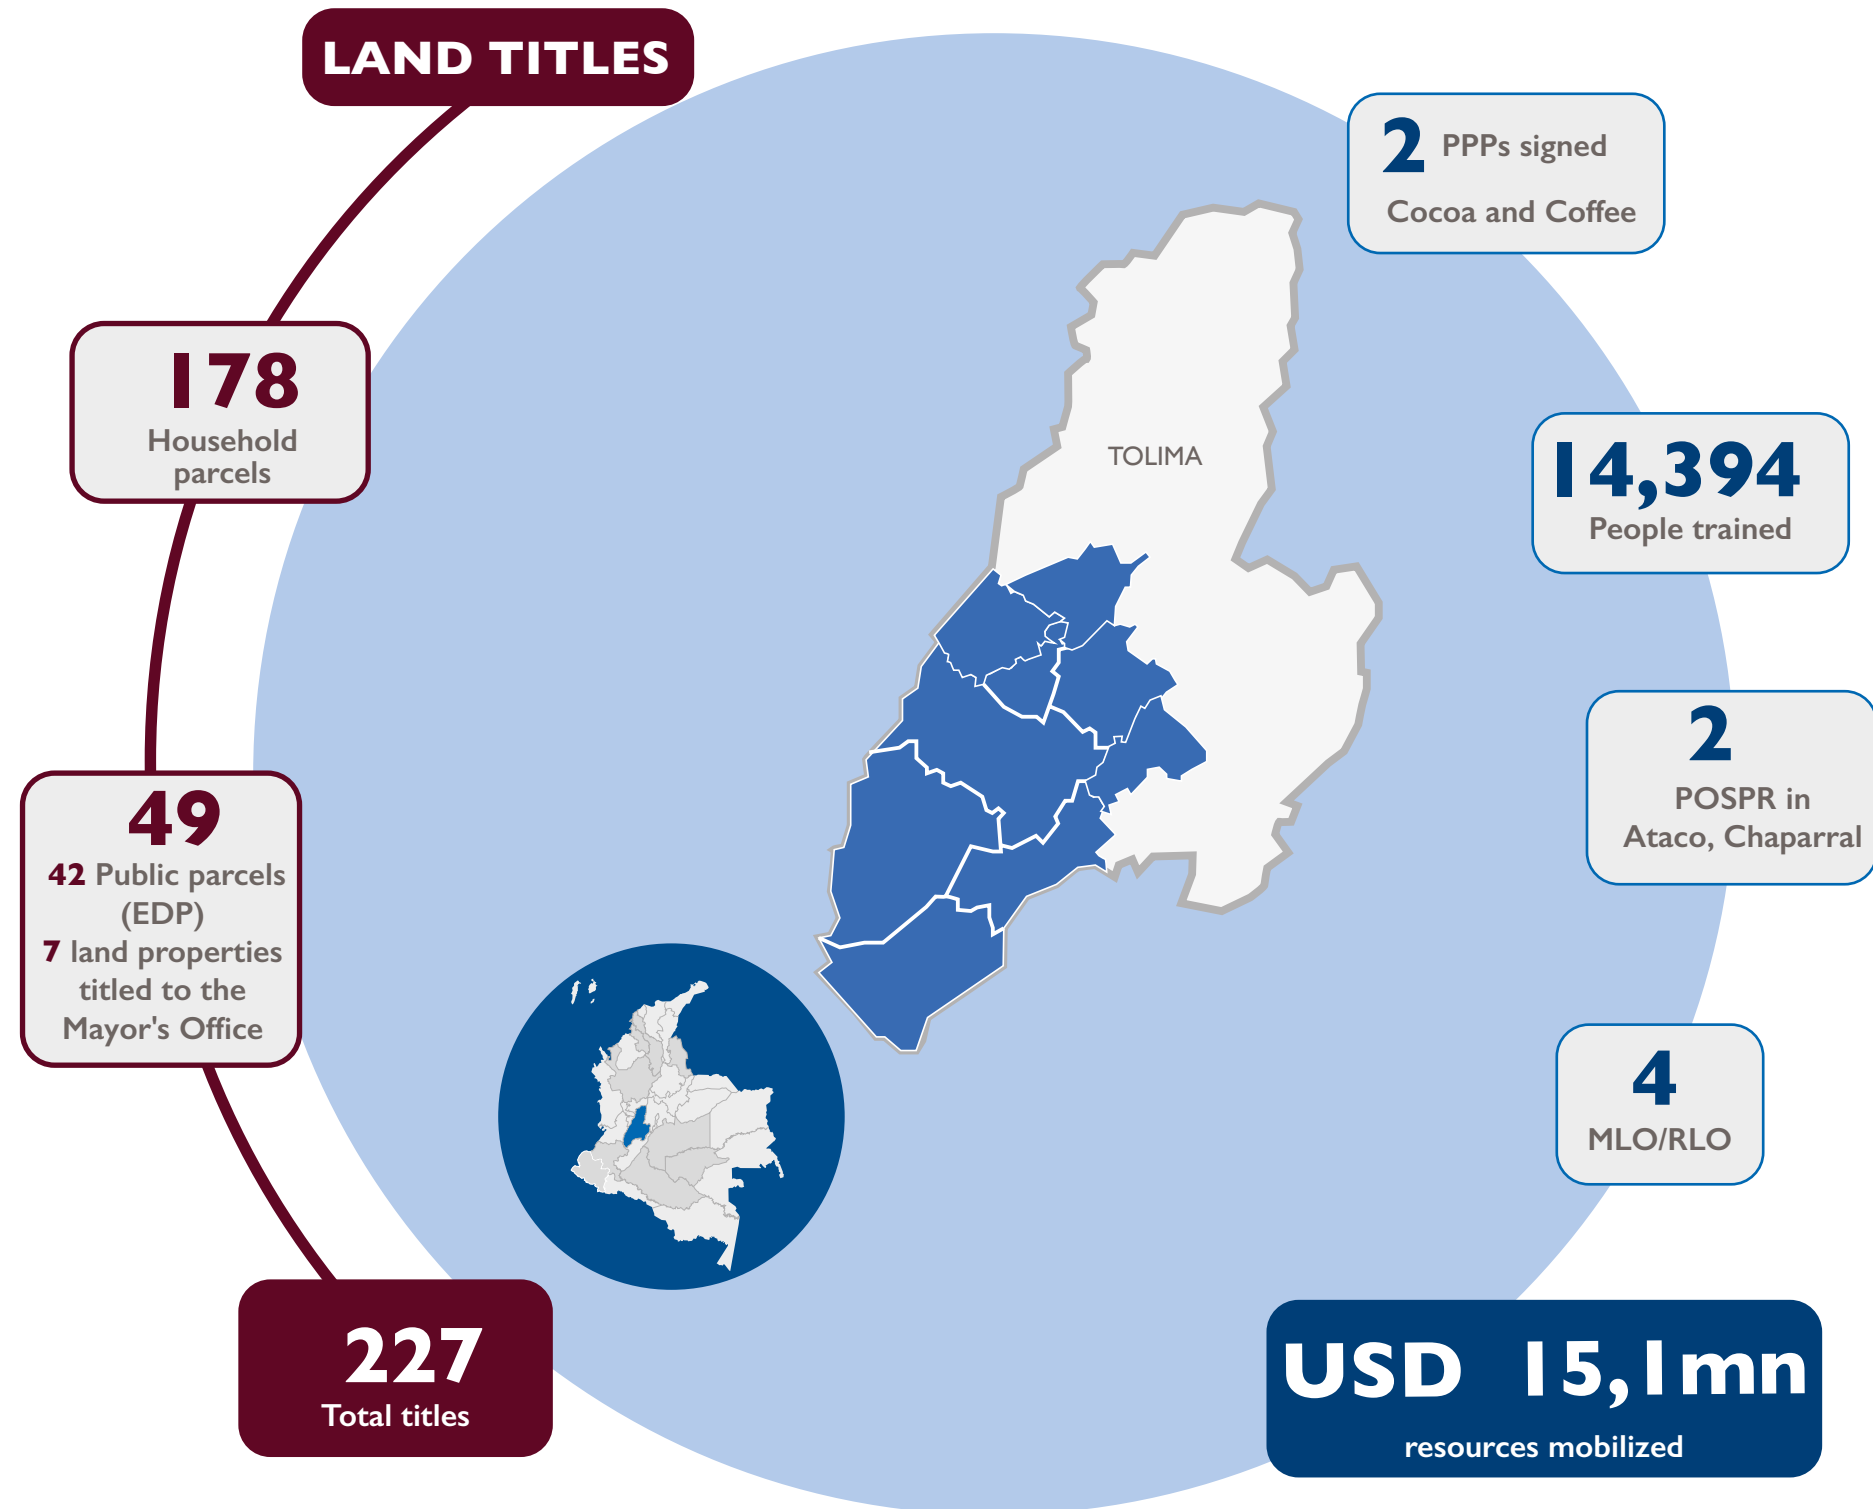 LAND TITLES
178
Household
parcels
49
42 Public parcels
(EDP)
7 land properties
titled to the
Mayor's Office
227
Total titles
TOLIMA
2 PPPs signed
Cocoa and Coffee
14,394
People trained
2
POSPR in
Ataco, Chaparral
4
MLO/RLO
USD 15,1mn
resources mobilized